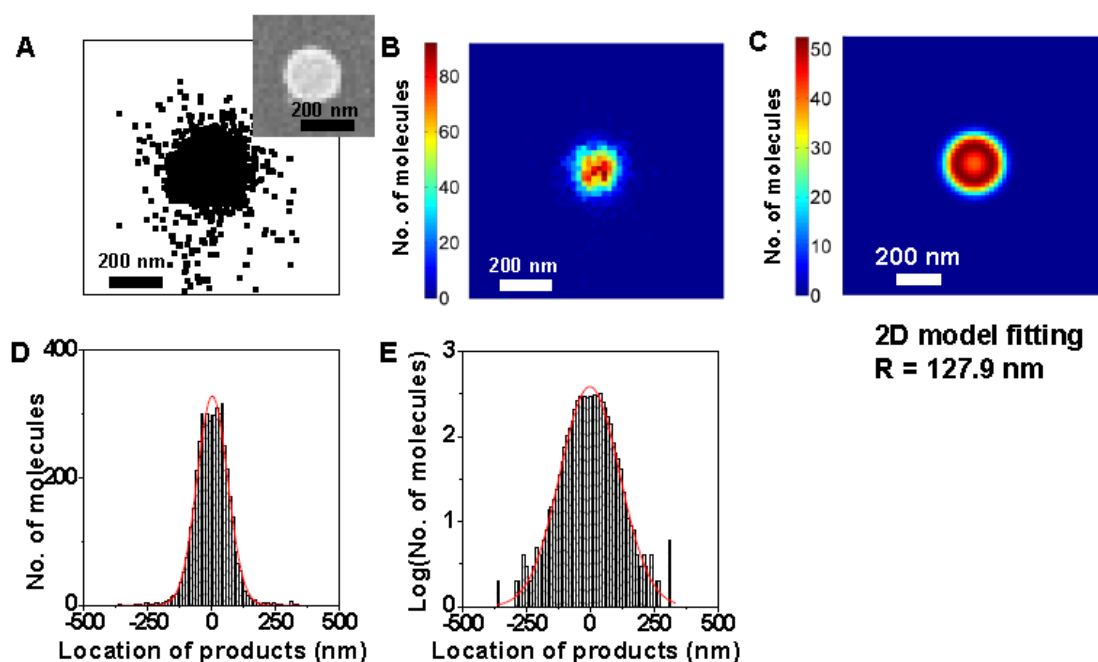 A
200 nm
200 nm
B
No. of molecules
80
60
40
20
0
200 nm
C
No. of molecules
50
40
30
20
10
0
200 nm
2D model fitting
R = 127.9 nm
D
No. of molecules
400
200
0
-500 -250 0 250 500
Location of products (nm)
E
Log(No. of molecules)
3
2
1
0
-500 -250 0 250 500
Location of products (nm)